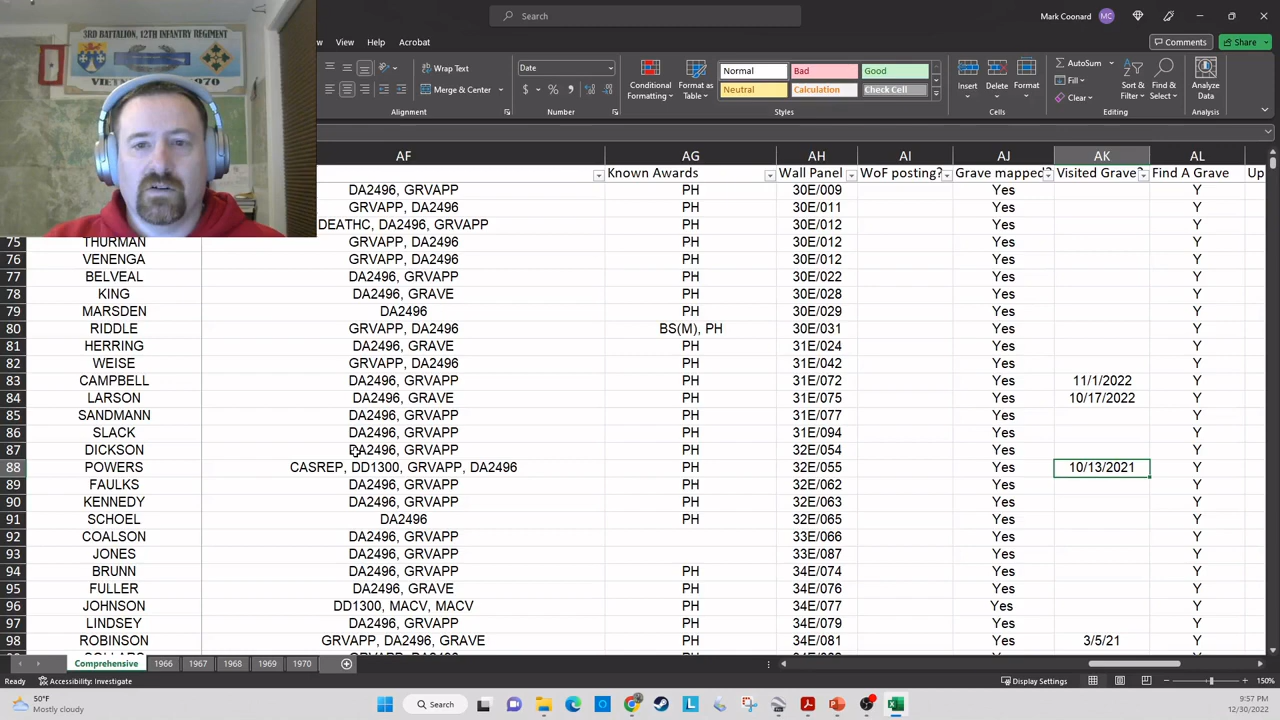 Search
Mark Coonard MC
3RD BATTALION, 12TH INFANTRY REGIMENT
1970
View Help Acrobat
Comments Share
Wrap Text
Merge & Center
Date
Conditional Formatting
Format as Table
Normal Bad Good
Neutral Calculation Check Cell
Insert Delete Format
AutoSum
Fill
Clear
Sort & Filter
Find & Select
Analyze Data
Alignment Number Styles Cells Editing Analysis
AF AG AH AI AJ AK AL
Known Awards Wall Panel WoF posting? Grave mapped? Visited Grave? Find A Grave Up
DA2496, GRVAPP PH 30E/009 Yes Y
GRVAPP, DA2496 PH 30E/011 Yes Y
DEATHC, DA2496, GRVAPP PH 30E/012 Yes Y
75 THURMAN GRVAPP, DA2496 PH 30E/012 Yes Y
76 VENENGA GRVAPP, DA2496 PH 30E/012 Yes Y
77 BELVEAL DA2496, GRVAPP PH 30E/022 Yes Y
78 KING DA2496, GRAVE PH 30E/028 Yes Y
79 MARSDEN DA2496 PH 30E/029 Yes Y
80 RIDDLE GRVAPP, DA2496 BS(M), PH 30E/031 Yes Y
81 HERRING DA2496, GRAVE PH 31E/024 Yes Y
82 WEISE GRVAPP, DA2496 PH 31E/042 Yes Y
83 CAMPBELL DA2496, GRVAPP PH 31E/072 Yes 11/1/2022 Y
84 LARSON DA2496, GRAVE PH 31E/075 Yes 10/17/2022 Y
85 SANDMANN DA2496, GRVAPP PH 31E/077 Yes Y
86 SLACK DA2496, GRVAPP PH 31E/094 Yes Y
87 DICKSON DA2496, GRVAPP PH 32E/054 Yes Y
88 POWERS CASREP, DD1300, GRVAPP, DA2496 PH 32E/055 Yes 10/13/2021 Y
89 FAULKS DA2496, GRVAPP PH 32E/062 Yes Y
90 KENNEDY DA2496, GRVAPP PH 32E/063 Yes Y
91 SCHOEL DA2496 PH 32E/065 Yes Y
92 COALSON DA2496, GRVAPP 33E/066 Yes Y
93 JONES DA2496, GRVAPP 33E/087 Yes Y
94 BRUNN DA2496, GRVAPP PH 34E/074 Yes Y
95 FULLER DA2496, GRAVE PH 34E/076 Yes Y
96 JOHNSON DD1300, MACV, MACV PH 34E/077 Yes Y
97 LINDSEY DA2496, GRVAPP PH 34E/079 Yes Y
98 ROBINSON GRVAPP, DA2496, GRAVE PH 34E/081 Yes 3/5/21 Y
Comprehensive 1966 1967 1968 1969 1970
Ready Accessibility: Investigate Display Settings 150%
50°F
Mostly cloudy
Search
9:57 PM
12/30/2022